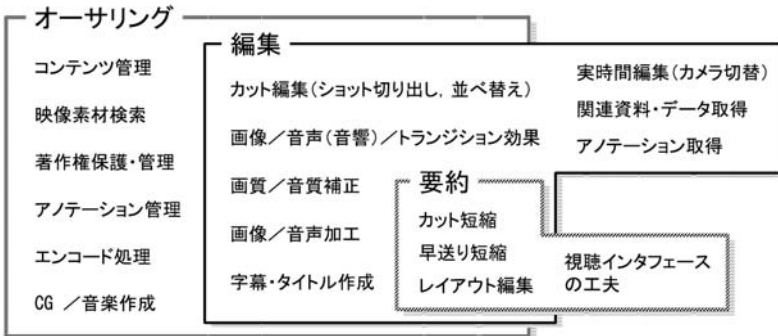 オーサリング
コンテンツ管理
映像素材検索
著作権保護・管理
アノテーション管理
エンコード処理
CG ／音楽作成
編集
カット編集(ショット切り出し, 並べ替え)
画像／音声(音響)／トランジション効果
画質／音質補正
画像／音声加工
字幕・タイトル作成
実時間編集(カメラ切替)
関連資料・データ取得
アノテーション取得
要約
カット短縮
早送り短縮
レイアウト編集
視聴インタフェース
の工夫